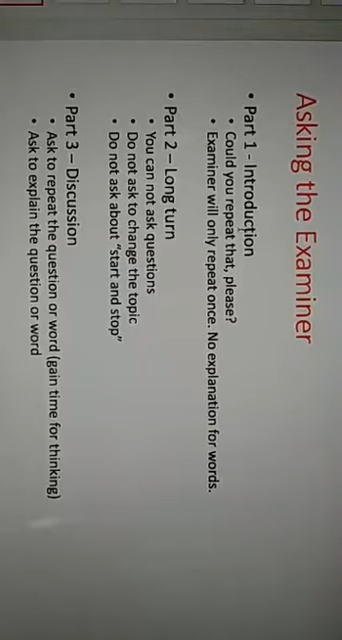 Asking the Examiner
• Part 1 - Introduction
• Could you repeat that, please?
• Examiner will only repeat once. No explanation for words.
• Part 2 – Long turn
• You can not ask questions
• Do not ask to change the topic
• Do not ask about "start and stop"
• Part 3 – Discussion
• Ask to repeat the question or word (gain time for thinking)
• Ask to explain the question or word